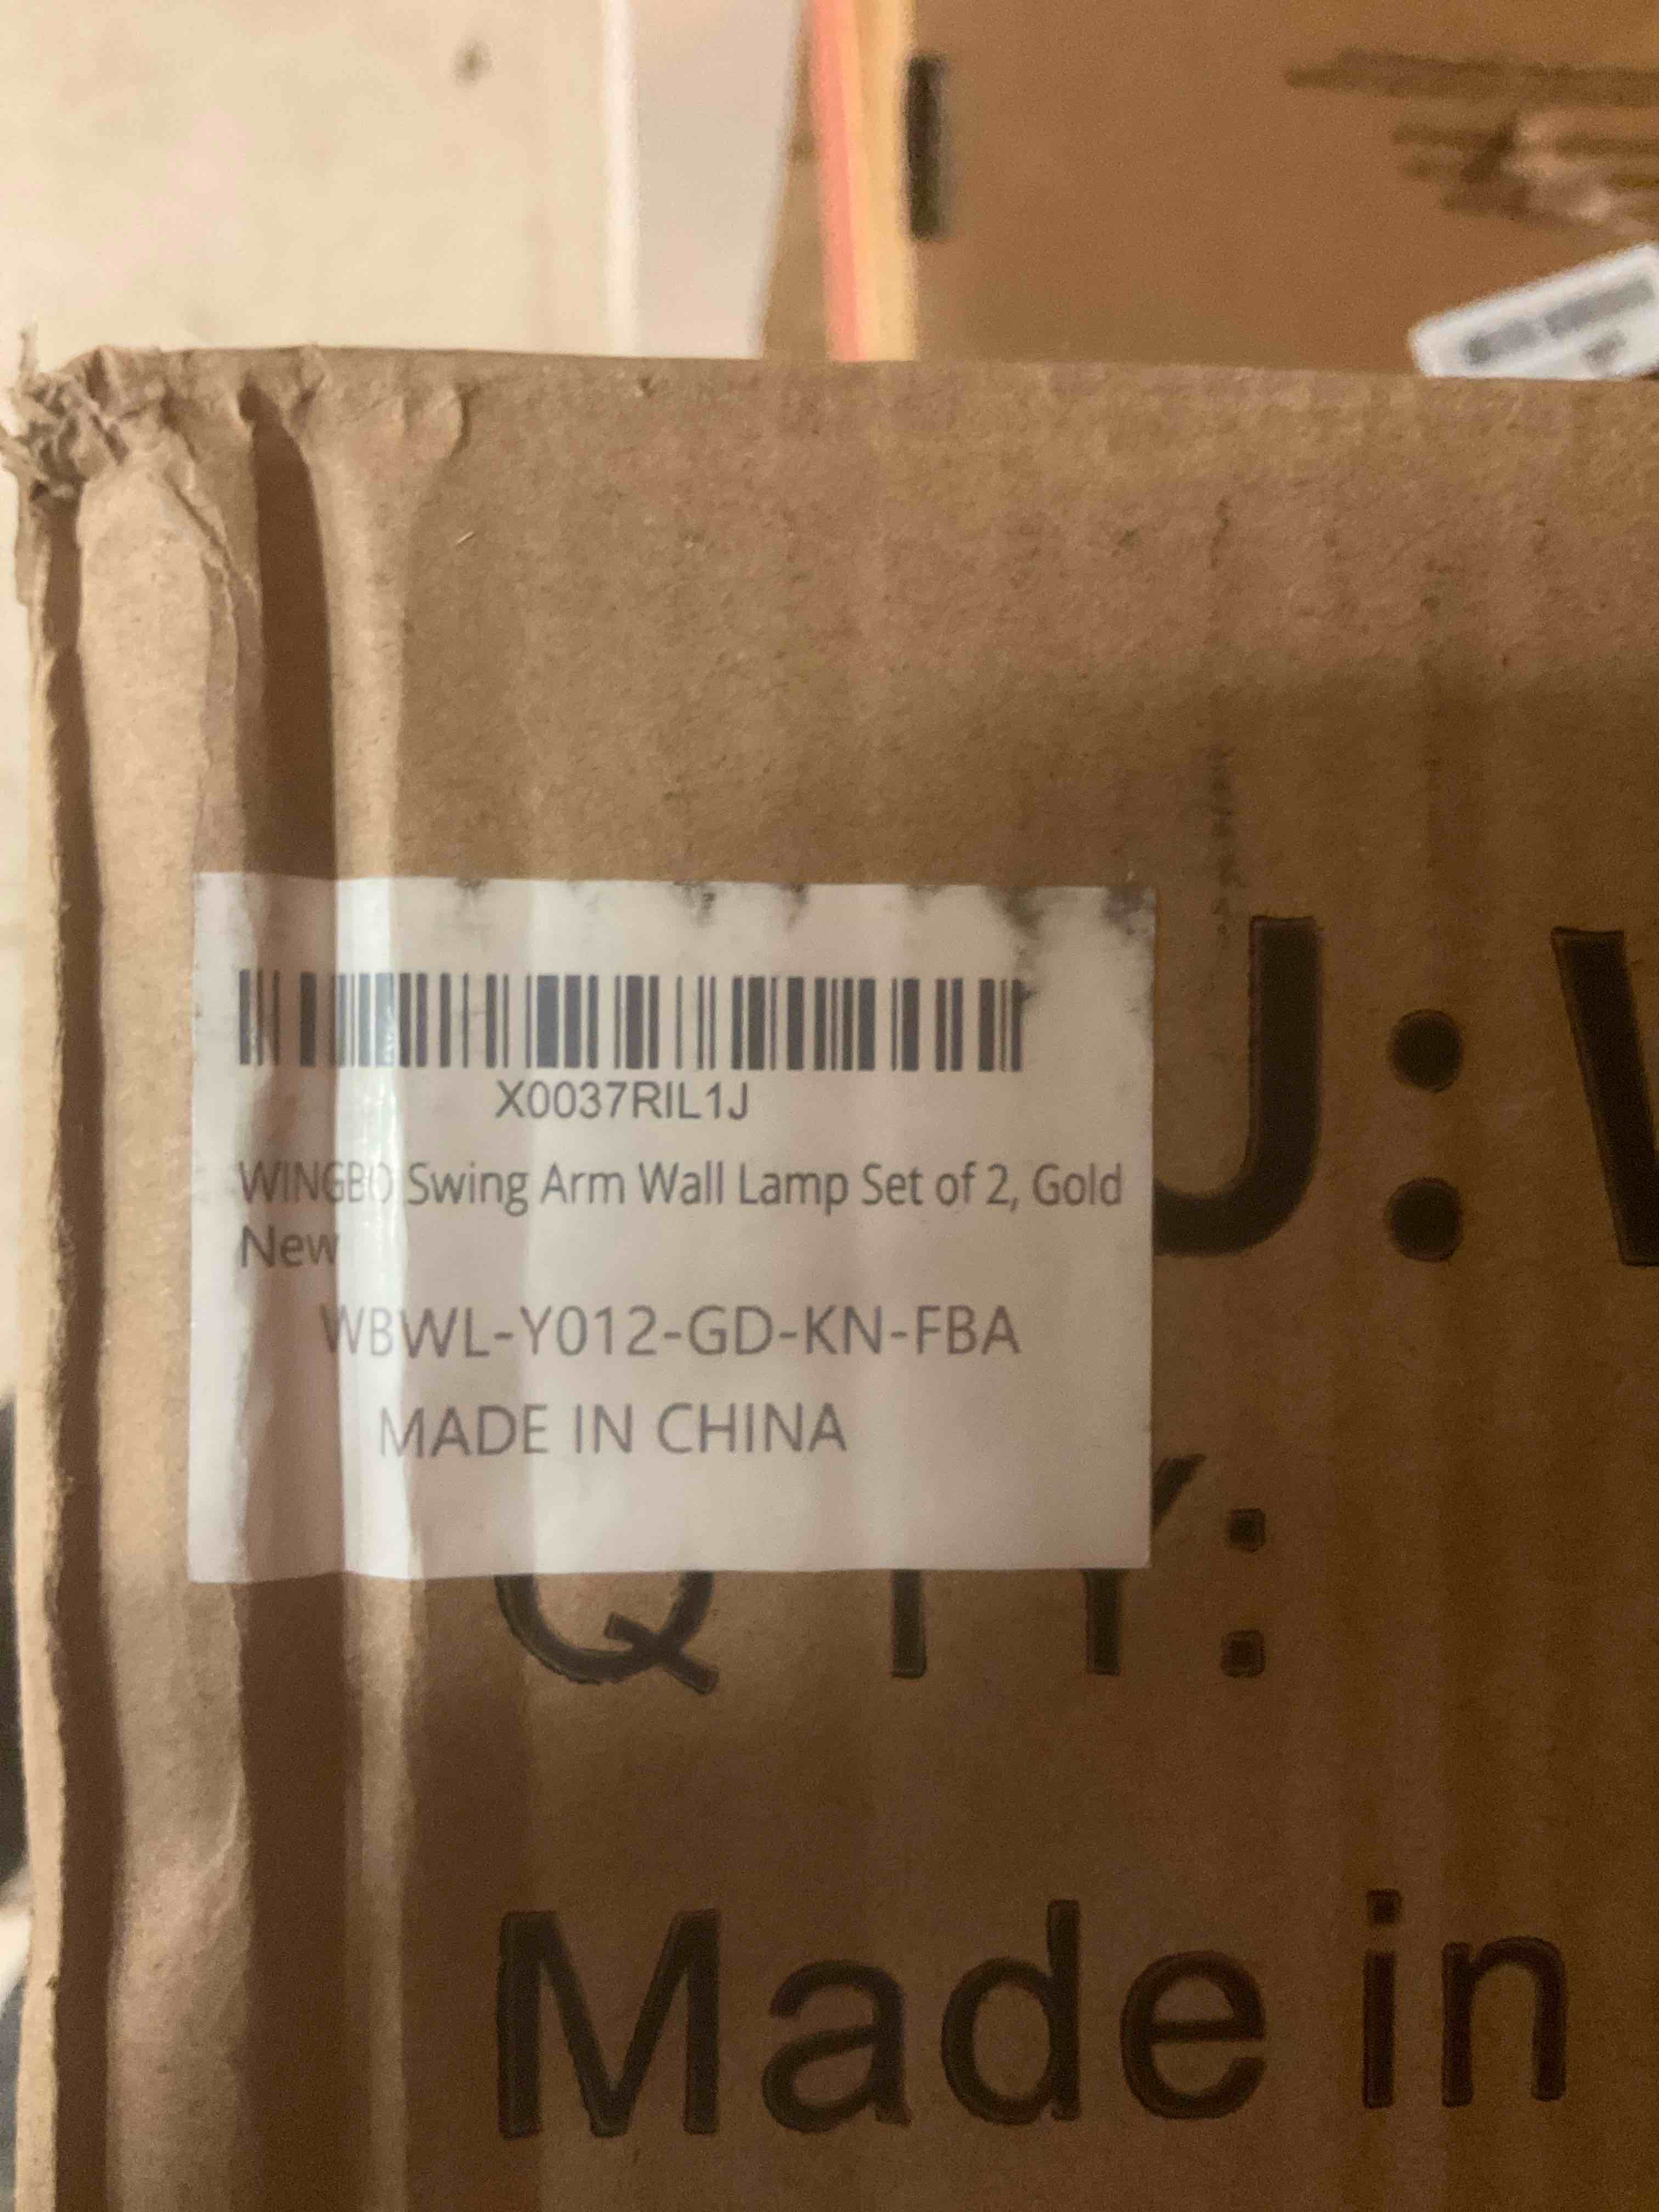 X0037RIL1J
WINGBO Swing Arm Wall Lamp Set of 2, Gold
New
WBWL-Y012-GD-KN-FBA
MADE IN CHINA
U:
QTY:
Made in